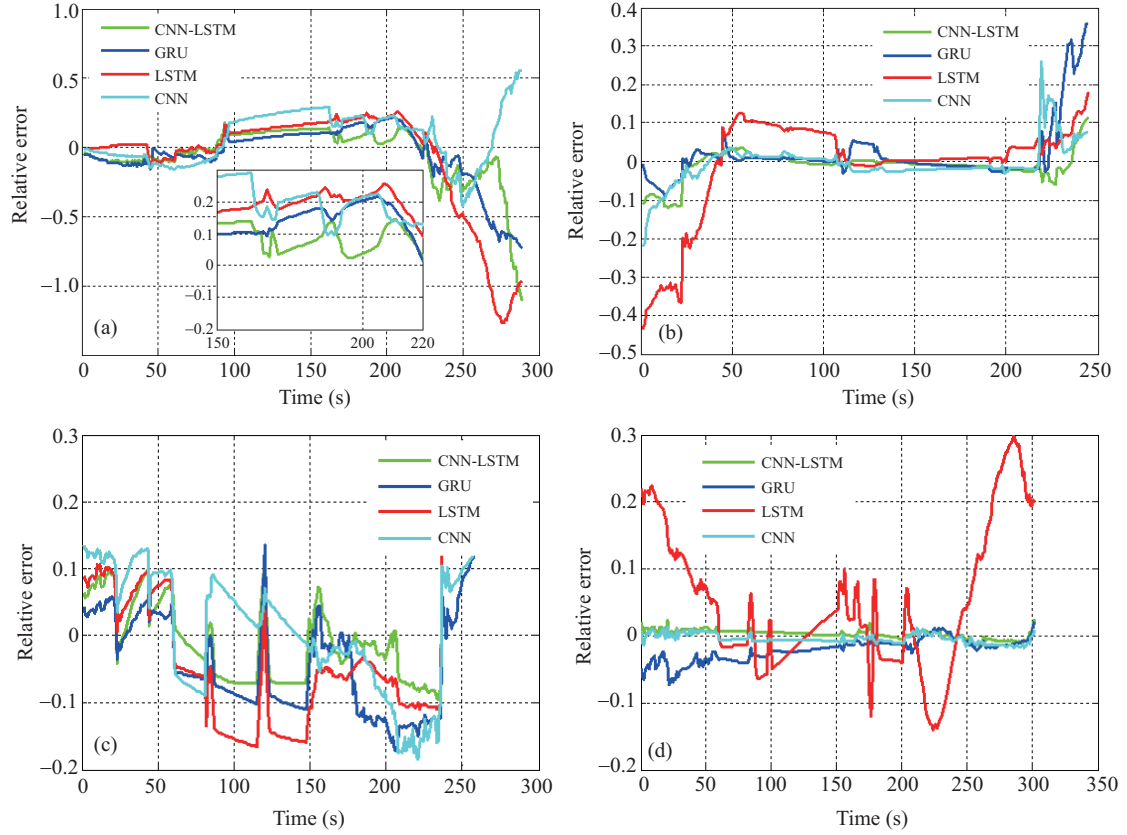 1.0
0.5
0
−0.5
−1.0
Relative error
CNN-LSTM
GRU
LSTM
CNN
0.2
0.1
0
−0.1
−0.2
150
200
220
(a)
0
50
100
150
200
250
300
Time (s)
0.4
0.3
0.2
0.1
0
−0.1
−0.2
−0.3
−0.4
−0.5
Relative error
CNN-LSTM
GRU
LSTM
CNN
(b)
0
50
100
150
200
250
Time (s)
0.3
0.2
0.1
0
−0.1
−0.2
Relative error
CNN-LSTM
GRU
LSTM
CNN
(c)
0
50
100
150
200
250
300
Time (s)
0.3
0.2
0.1
0
−0.1
−0.2
Relative error
CNN-LSTM
GRU
LSTM
CNN
(d)
0
50
100
150
200
250
300
350
Time (s)